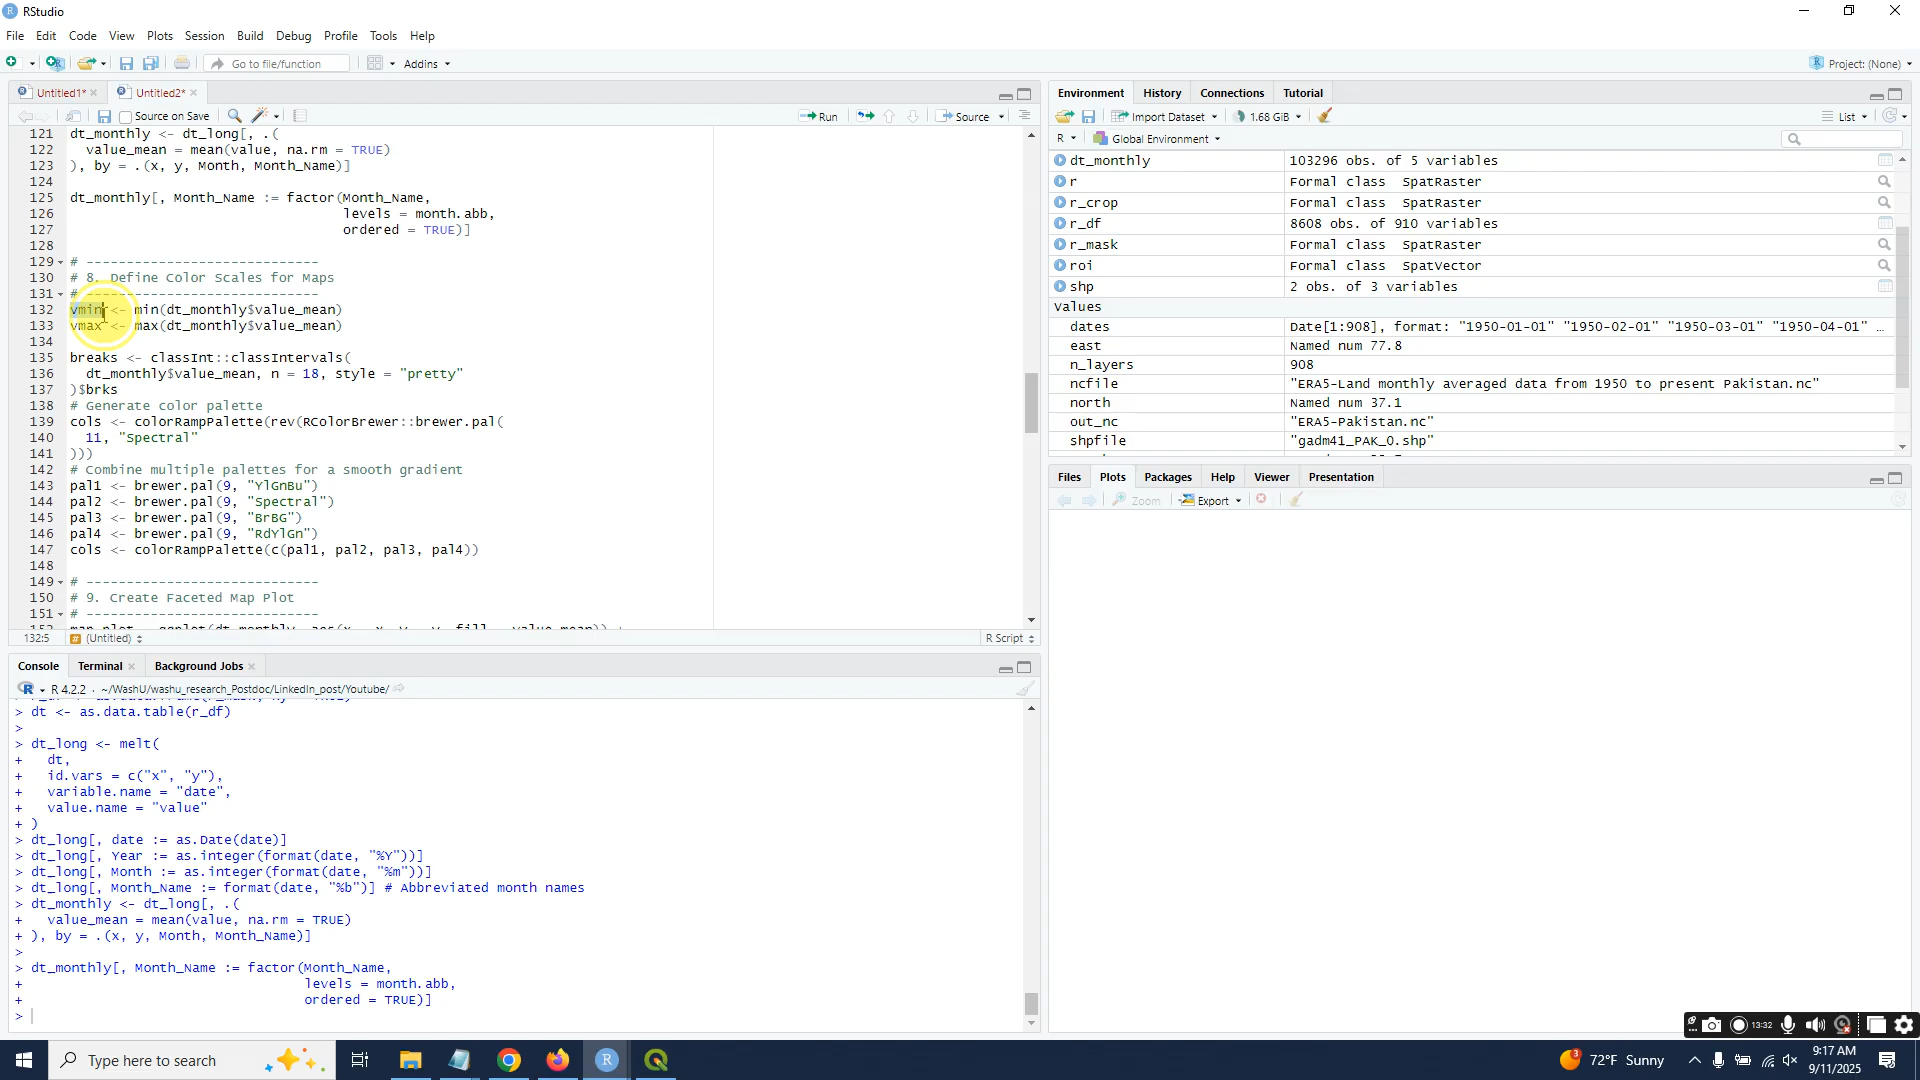 RStudio
File Edit Code View Plots Session Build Debug Profile Tools Help
Go to file/function Addins Project: (None)
Untitled1* Untitled2*
Source on Save Run Source
121 dt_monthly <- dt_long[, .(
122 value_mean = mean(value, na.rm = TRUE)
123 ), by = .(x, y, Month, Month_Name)]
124
125 dt_monthly[, Month_Name := factor(Month_Name,
126 levels = month.abb,
127 ordered = TRUE)]
128
129 # -----------------------------
130 # 8. Define Color Scales for Maps
131 # -----------------------------
132 vmin <- min(dt_monthly$value_mean)
133 vmax <- max(dt_monthly$value_mean)
134
135 breaks <- classInt::classIntervals(
136 dt_monthly$value_mean, n = 18, style = "pretty"
137 )$brks
138 # Generate color palette
139 cols <- colorRampPalette(rev(RColorBrewer::brewer.pal(
140 11, "Spectral"
141 )))
142 # Combine multiple palettes for a smooth gradient
143 pal1 <- brewer.pal(9, "YlGnBu")
144 pal2 <- brewer.pal(9, "Spectral")
145 pal3 <- brewer.pal(9, "BrBG")
146 pal4 <- brewer.pal(9, "RdYlGn")
147 cols <- colorRampPalette(c(pal1, pal2, pal3, pal4))
148
149 # -----------------------------
150 # 9. Create Faceted Map Plot
151 # -----------------------------
132:5 (Untitled) R Script
Console Terminal Background Jobs
R 4.2.2 · ~/WashU/washu_research_Postdoc/LinkedIn_post/Youtube/
> dt <- as.data.table(r_df)
>
> dt_long <- melt(
+ dt,
+ id.vars = c("x", "y"),
+ variable.name = "date",
+ value.name = "value"
+ )
> dt_long[, date := as.Date(date)]
> dt_long[, Year := as.integer(format(date, "%Y"))]
> dt_long[, Month := as.integer(format(date, "%m"))]
> dt_long[, Month_Name := format(date, "%b")] # Abbreviated month names
> dt_monthly <- dt_long[, .(
+ value_mean = mean(value, na.rm = TRUE)
+ ), by = .(x, y, Month, Month_Name)]
>
> dt_monthly[, Month_Name := factor(Month_Name,
+ levels = month.abb,
+ ordered = TRUE)]
>
Environment History Connections Tutorial
Import Dataset 1.68 GiB List
R Global Environment
dt_monthly 103296 obs. of 5 variables
r Formal class SpatRaster
r_crop Formal class SpatRaster
r_df 8608 obs. of 910 variables
r_mask Formal class SpatRaster
roi Formal class SpatVector
shp 2 obs. of 3 variables
Values
dates Date[1:908], format: "1950-01-01" "1950-02-01" "1950-03-01" "1950-04-01" …
east Named num 77.8
n_layers 908
ncfile "ERA5-Land monthly averaged data from 1950 to present Pakistan.nc"
north Named num 37.1
out_nc "ERA5-Pakistan.nc"
shpfile "gadm41_PAK_0.shp"
Files Plots Packages Help Viewer Presentation
Zoom Export
13:32
Type here to search
72°F Sunny
9:17 AM
9/11/2025